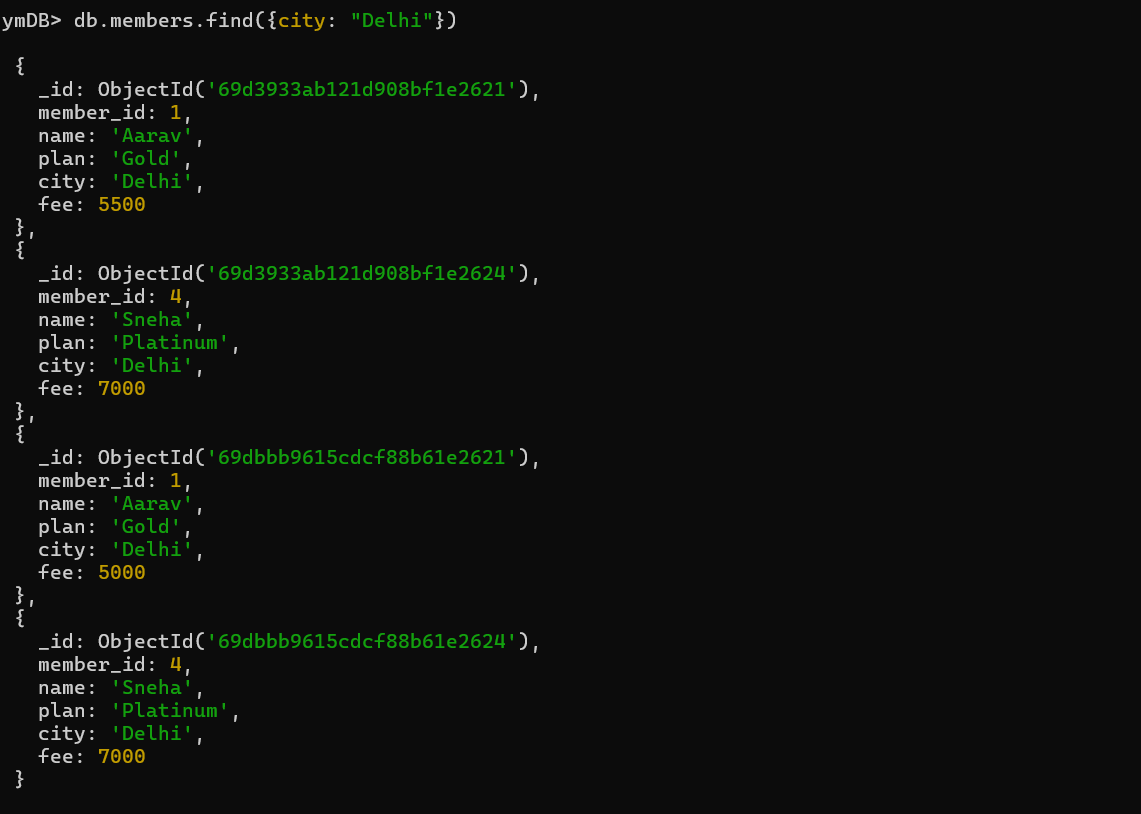 ymDB> db.members.find({city: "Delhi"})
{
_id: ObjectId('69d3933ab121d908bf1e2621'),
member_id: 1,
name: 'Aarav',
plan: 'Gold',
city: 'Delhi',
fee: 5500
},
{
_id: ObjectId('69d3933ab121d908bf1e2624'),
member_id: 4,
name: 'Sneha',
plan: 'Platinum',
city: 'Delhi',
fee: 7000
},
{
_id: ObjectId('69dbbb9615cdcf88b61e2621'),
member_id: 1,
name: 'Aarav',
plan: 'Gold',
city: 'Delhi',
fee: 5000
},
{
_id: ObjectId('69dbbb9615cdcf88b61e2624'),
member_id: 4,
name: 'Sneha',
plan: 'Platinum',
city: 'Delhi',
fee: 7000
}